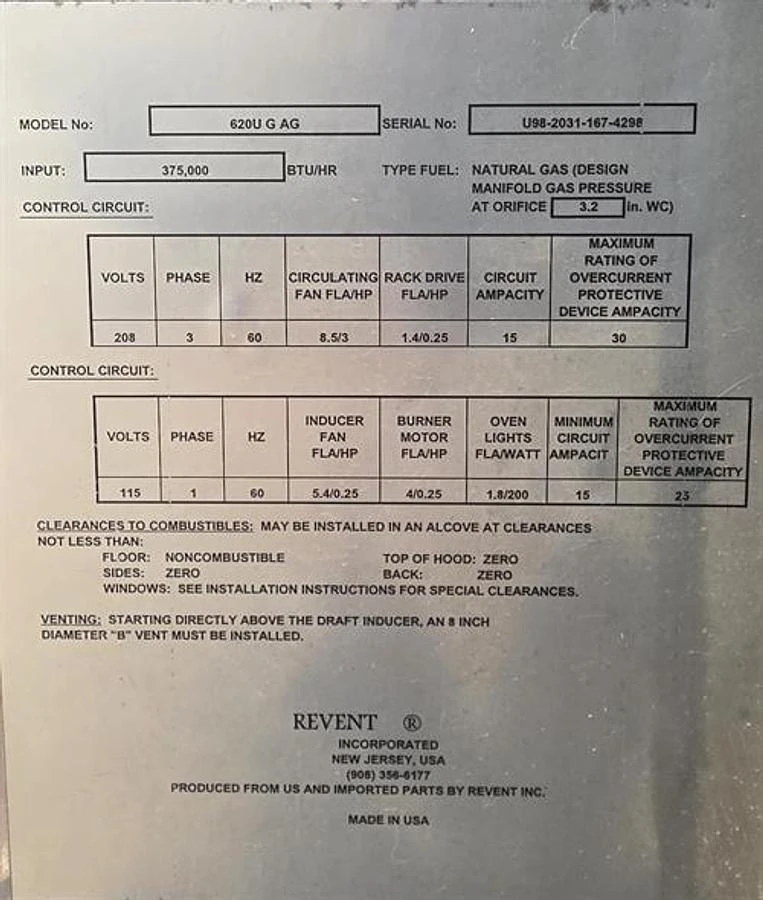 MODEL No: 620U G AG SERIAL No: U98-2031-167-4298
INPUT: 375,000 BTU/HR TYPE FUEL: NATURAL GAS (DESIGN
MANIFOLD GAS PRESSURE
CONTROL CIRCUIT: AT ORIFICE 3.2 in. WC)
VOLTS PHASE HZ CIRCULATING FAN FLA/HP RACK DRIVE FLA/HP CIRCUIT AMPACITY MAXIMUM RATING OF OVERCURRENT PROTECTIVE DEVICE AMPACITY
208 3 60 8.5/3 1.4/0.25 15 30
CONTROL CIRCUIT:
VOLTS PHASE HZ INDUCER FAN FLA/HP BURNER MOTOR FLA/HP OVEN LIGHTS FLA/WATT MINIMUM CIRCUIT AMPACIT MAXIMUM RATING OF OVERCURRENT PROTECTIVE DEVICE AMPACITY
115 1 60 5.4/0.25 4/0.25 1.8/200 15 23
CLEARANCES TO COMBUSTIBLES: MAY BE INSTALLED IN AN ALCOVE AT CLEARANCES
NOT LESS THAN:
FLOOR: NONCOMBUSTIBLE TOP OF HOOD: ZERO
SIDES: ZERO BACK: ZERO
WINDOWS: SEE INSTALLATION INSTRUCTIONS FOR SPECIAL CLEARANCES.
VENTING: STARTING DIRECTLY ABOVE THE DRAFT INDUCER, AN 8 INCH
DIAMETER "B" VENT MUST BE INSTALLED.
REVENT ®
INCORPORATED
NEW JERSEY, USA
(908) 356-6177
PRODUCED FROM US AND IMPORTED PARTS BY REVENT INC.
MADE IN USA